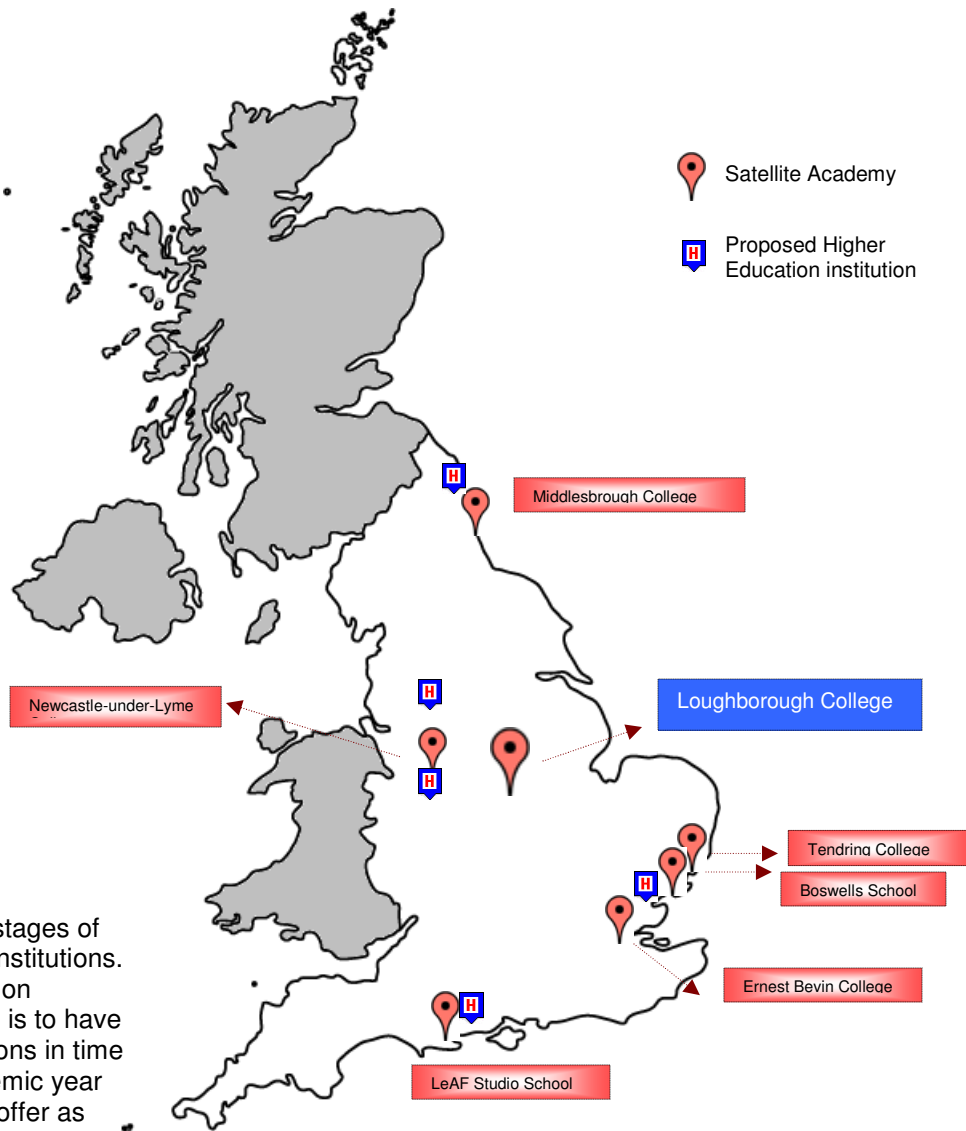 Satellite Academy
Proposed Higher
Education institution
H
Middlesbrough College
H
Newcastle-under-Lyme
Loughborough College
H
Tendring College
Boswells School
H
Ernest Bevin College
H
LeAF Studio School
stages of
nstitutions.
on
is to have
ons in time
emic year
offer as